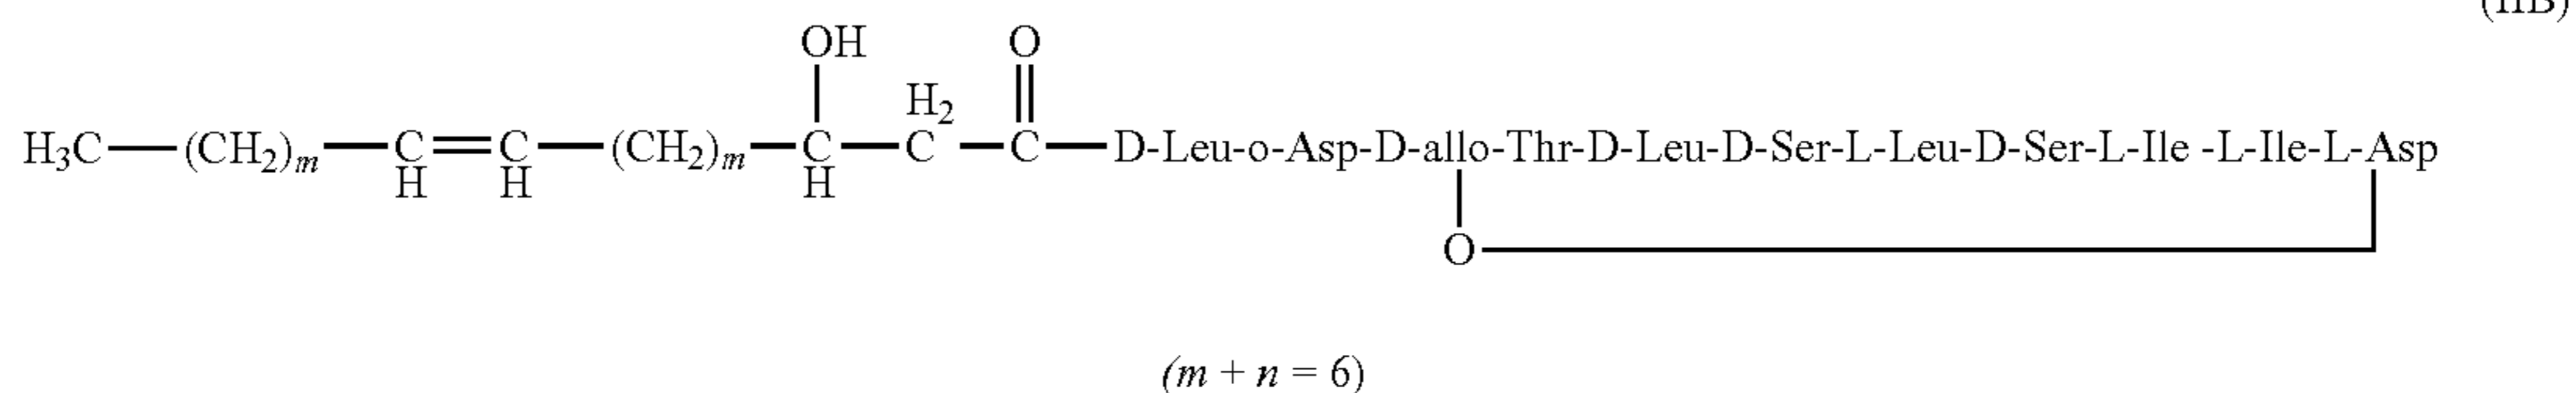 (IIB)
OH O
H₂
H₃C—(CH₂)ₘ—C=C—(CH₂)ₘ—C—C—C—D-Leu-o-Asp-D-allo-Thr-D-Leu-D-Ser-L-Leu-D-Ser-L-Ile -L-Ile-L-Asp
H H H
O
(m + n = 6)